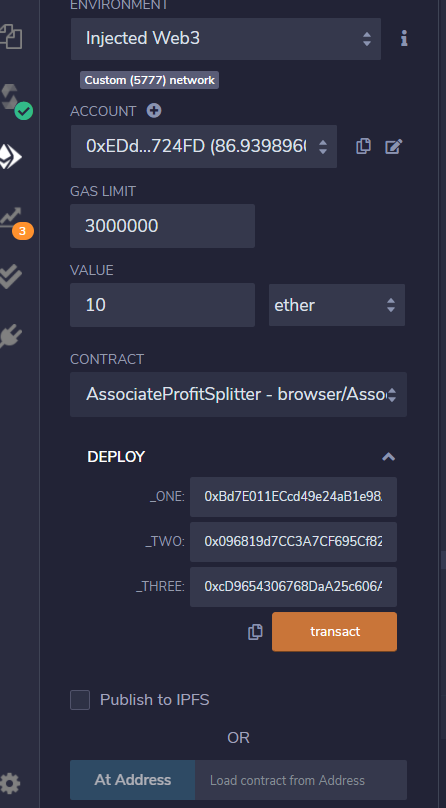 ENVIRONMENT
Injected Web3
Custom (5777) network
ACCOUNT
0xEDd...724FD (86.9398960
GAS LIMIT
3000000
VALUE
10 ether
CONTRACT
AssociateProfitSplitter - browser/Asso
DEPLOY
_ONE: 0xBd7E011ECcd49e24aB1e98
_TWO: 0x096819d7CC3A7CF695Cf82
_THREE: 0xcD9654306768DaA25c606A
transact
Publish to IPFS
OR
At Address Load contract from Address
3